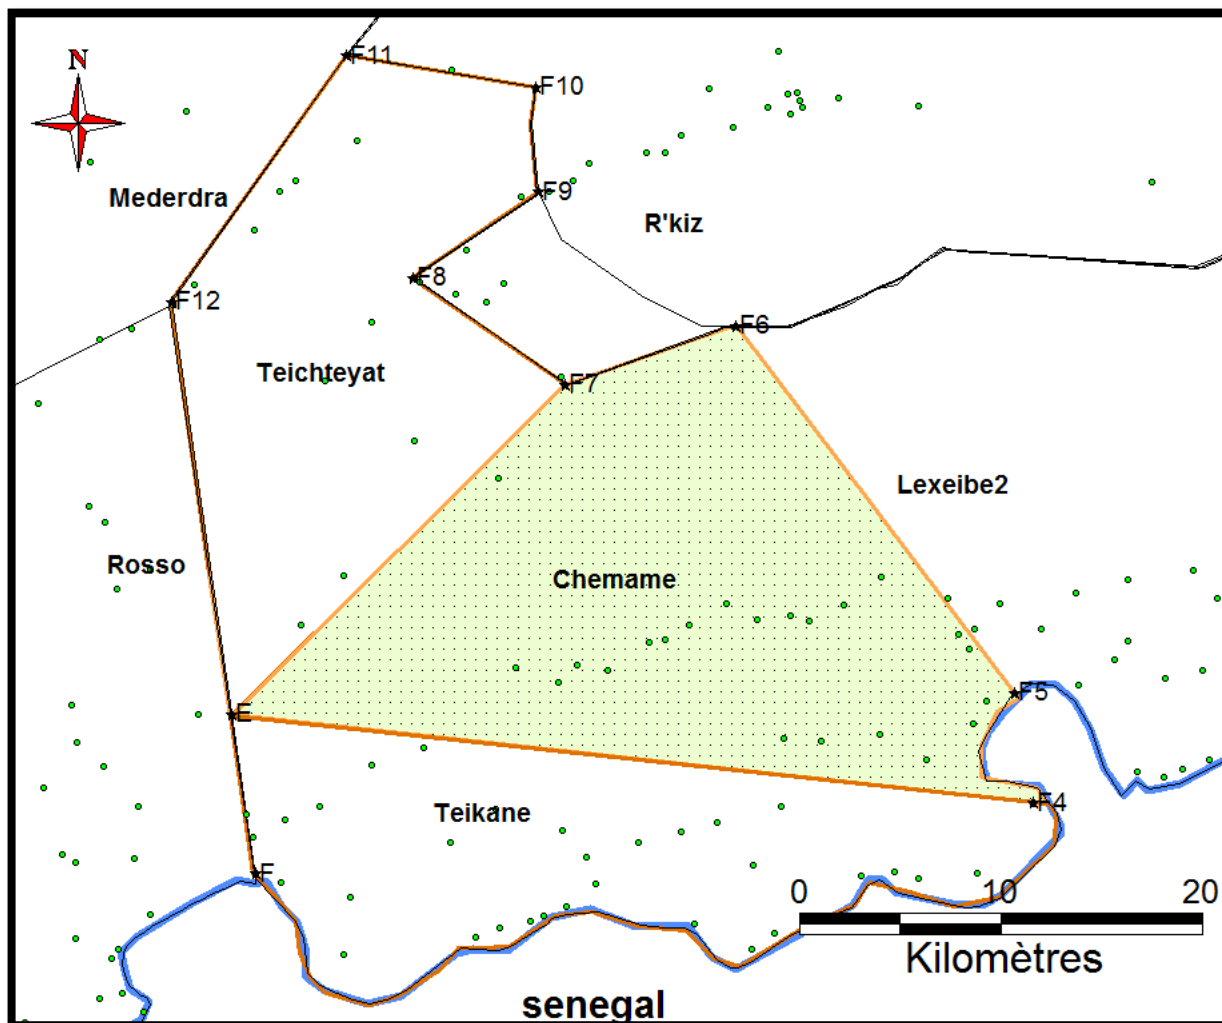 F11
N
F10
Mederdra
F9
R'kiz
F8
F12
F6
Teichteyat
F7
Lexeibe2
Rosso
Chemame
F5
E
F4
Teikane
F
0 10 20
Kilomètres
senegal